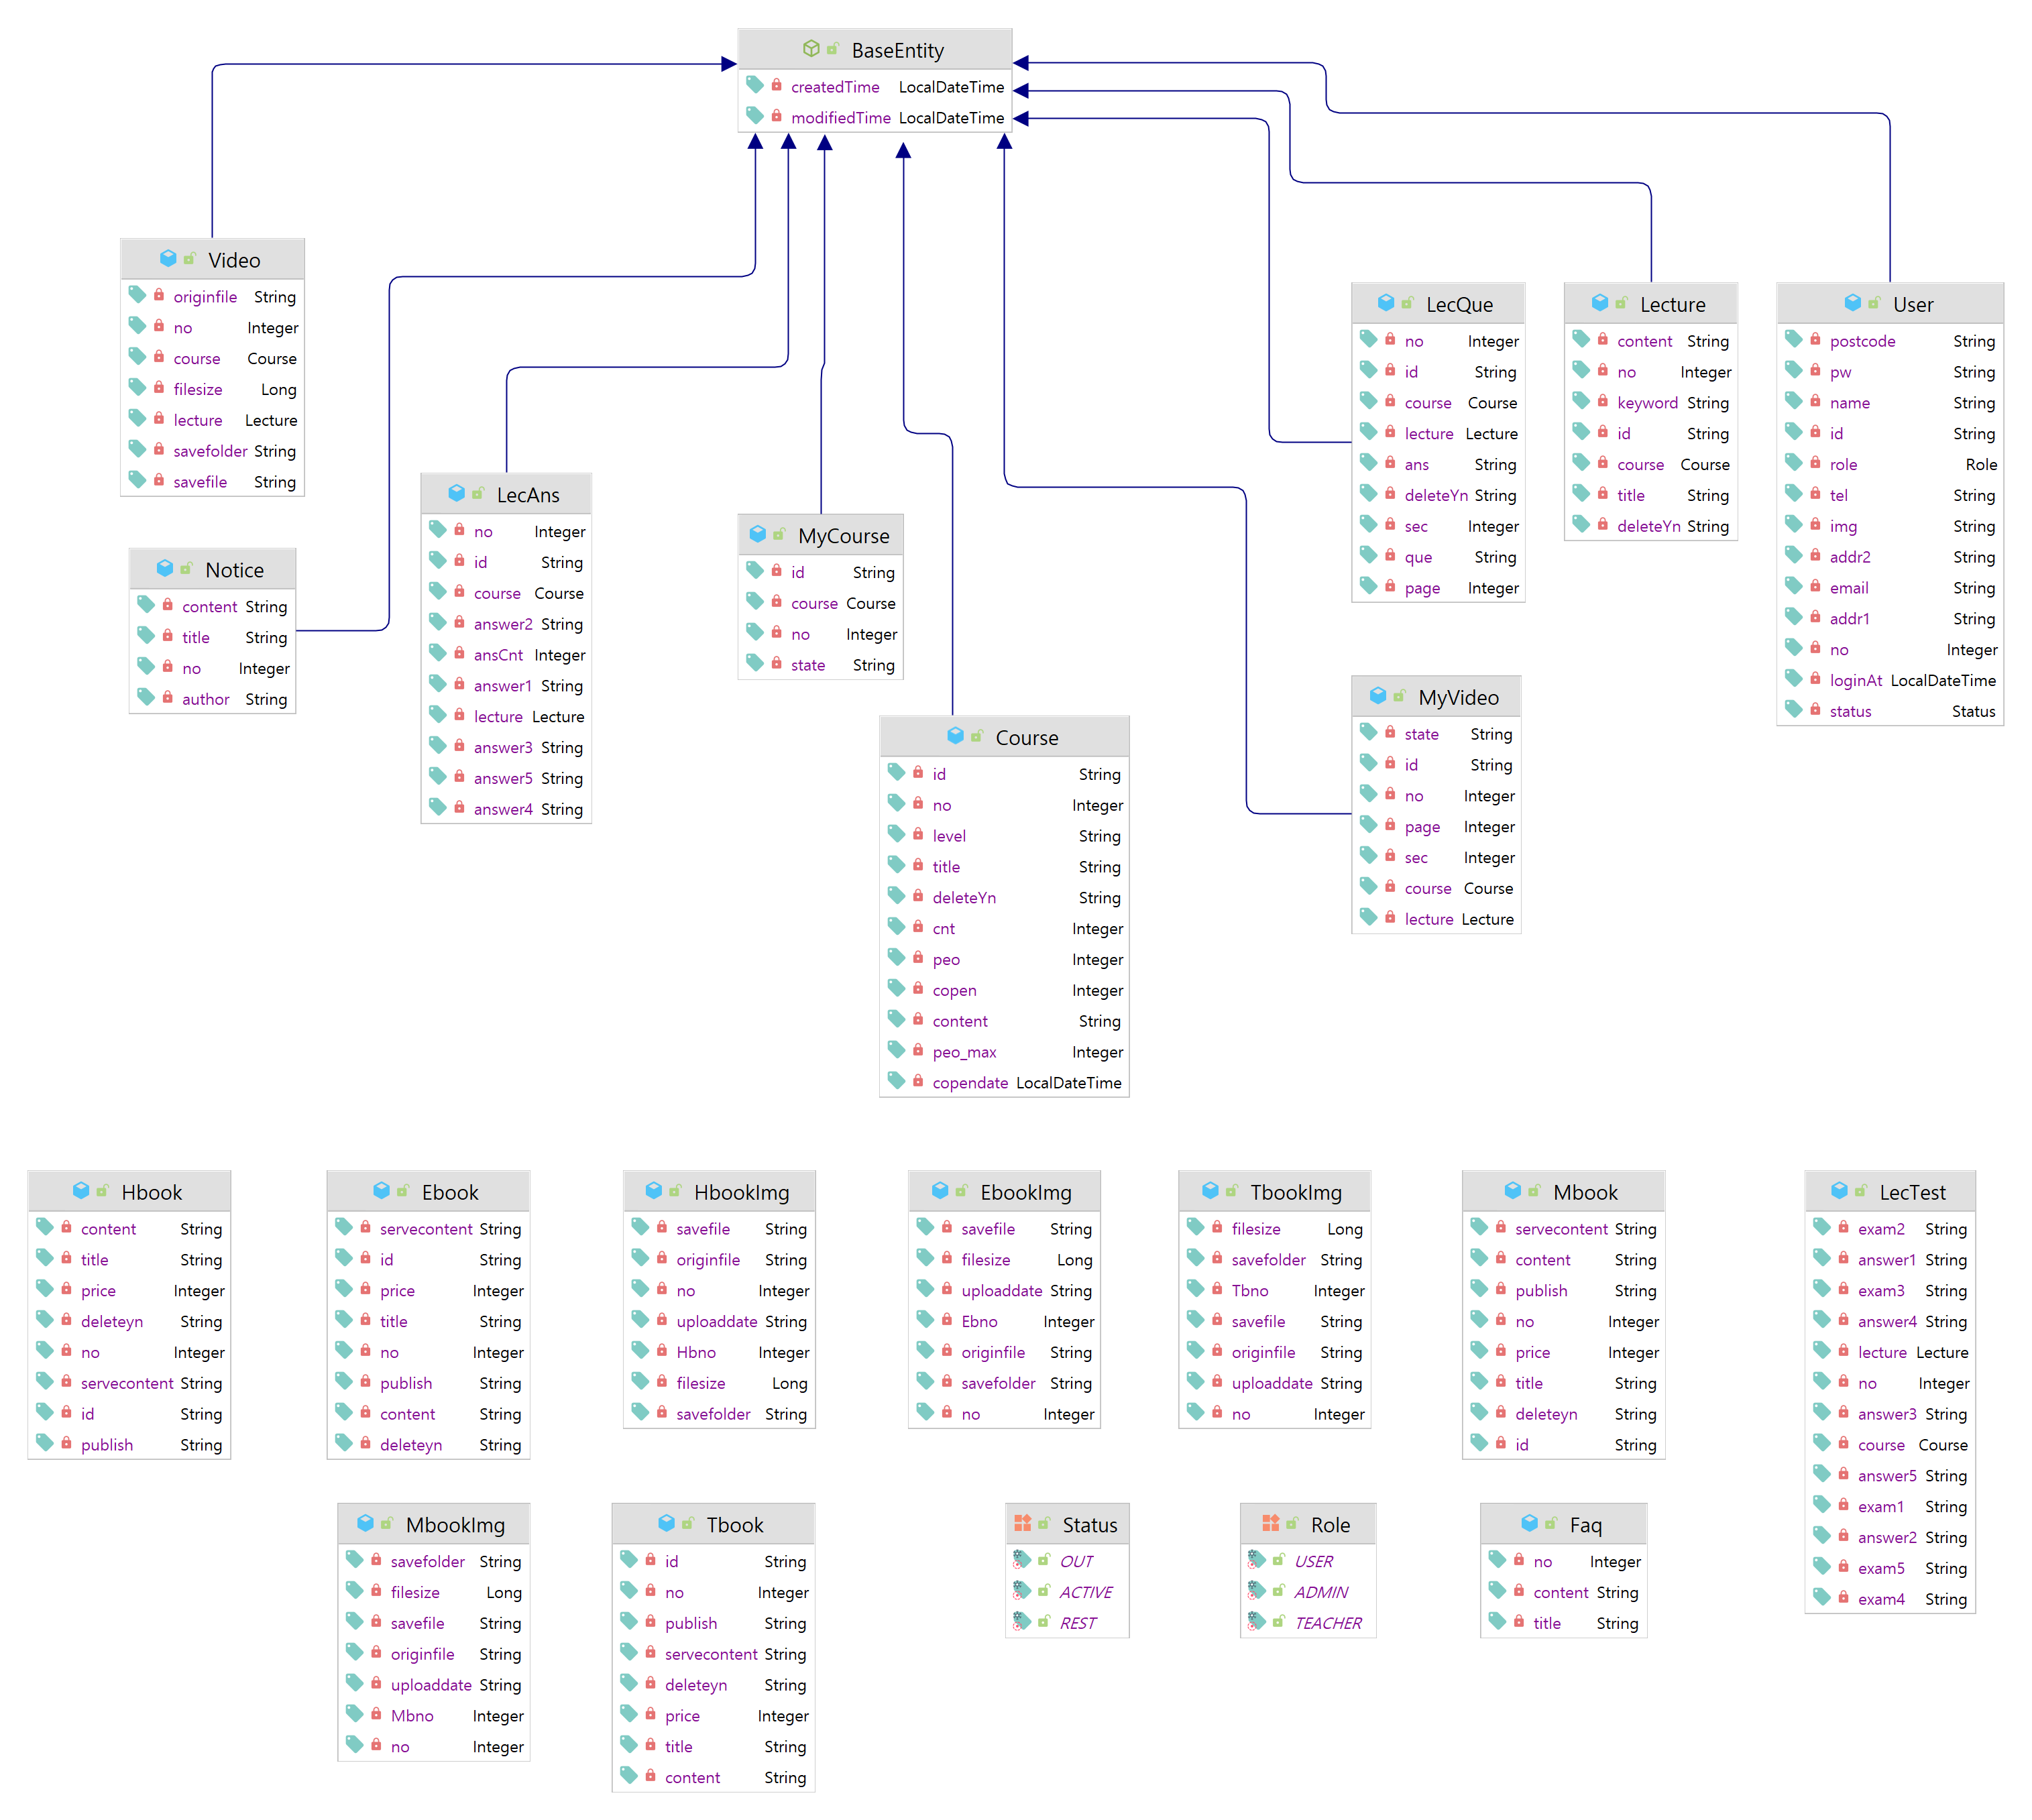 BaseEntity
createdTime LocalDateTime
modifiedTime LocalDateTime
Video
originfile String
no Integer
course Course
filesize Long
lecture Lecture
savefolder String
savefile String
Notice
content String
title String
no Integer
author String
LecAns
no Integer
id String
course Course
answer2 String
ansCnt Integer
answer1 String
lecture Lecture
answer3 String
answer5 String
answer4 String
MyCourse
id String
course Course
no Integer
state String
Course
id String
no Integer
level String
title String
deleteYn String
cnt Integer
peo Integer
copen Integer
content String
peo_max Integer
copendate LocalDateTime
LecQue
no Integer
id String
course Course
lecture Lecture
ans String
deleteYn String
sec Integer
que String
page Integer
MyVideo
state String
id String
no Integer
page Integer
sec Integer
course Course
lecture Lecture
Lecture
content String
no Integer
keyword String
id String
course Course
title String
deleteYn String
User
postcode String
pw String
name String
id String
role Role
tel String
img String
addr2 String
email String
addr1 String
no Integer
loginAt LocalDateTime
status Status
Hbook
content String
title String
price Integer
deleteyn String
no Integer
servecontent String
id String
publish String
Ebook
servecontent String
id String
price Integer
title String
no Integer
publish String
content String
deleteyn String
HbookImg
savefile String
originfile String
no Integer
uploaddate String
Hbno Integer
filesize Long
savefolder String
EbookImg
savefile String
filesize Long
uploaddate String
Ebno Integer
originfile String
savefolder String
no Integer
TbookImg
filesize Long
savefolder String
Tbno Integer
savefile String
originfile String
uploaddate String
no Integer
Mbook
servecontent String
content String
publish String
no Integer
price Integer
title String
deleteyn String
id String
LecTest
exam2 String
answer1 String
exam3 String
answer4 String
lecture Lecture
no Integer
answer3 String
course Course
answer5 String
exam1 String
answer2 String
exam5 String
exam4 String
MbookImg
savefolder String
filesize Long
savefile String
originfile String
uploaddate String
Mbno Integer
no Integer
Tbook
id String
no Integer
publish String
servecontent String
deleteyn String
price Integer
title String
content String
Status
OUT
ACTIVE
REST
Role
USER
ADMIN
TEACHER
Faq
no Integer
content String
title String